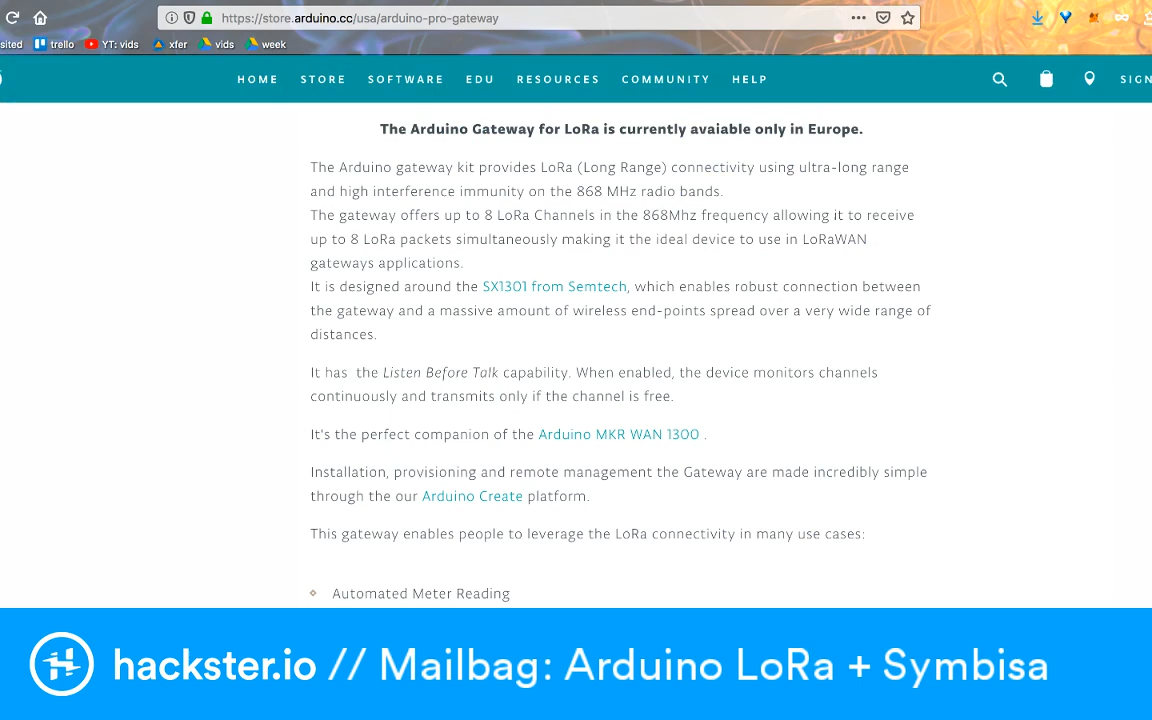 https://store.arduino.cc/usa/arduino-pro-gateway
sited trello YT: vids xfer vids week
HOME STORE SOFTWARE EDU RESOURCES COMMUNITY HELP SIGN
The Arduino Gateway for LoRa is currently avaiable only in Europe.
The Arduino gateway kit provides LoRa (Long Range) connectivity using ultra-long range
and high interference immunity on the 868 MHz radio bands.
The gateway offers up to 8 LoRa Channels in the 868Mhz frequency allowing it to receive
up to 8 LoRa packets simultaneously making it the ideal device to use in LoRaWAN
gateways applications.
It is designed around the SX1301 from Semtech, which enables robust connection between
the gateway and a massive amount of wireless end-points spread over a very wide range of
distances.
It has the Listen Before Talk capability. When enabled, the device monitors channels
continuously and transmits only if the channel is free.
It's the perfect companion of the Arduino MKR WAN 1300 .
Installation, provisioning and remote management the Gateway are made incredibly simple
through the our Arduino Create platform.
This gateway enables people to leverage the LoRa connectivity in many use cases:
Automated Meter Reading
hackster.io // Mailbag: Arduino LoRa + Symbisa